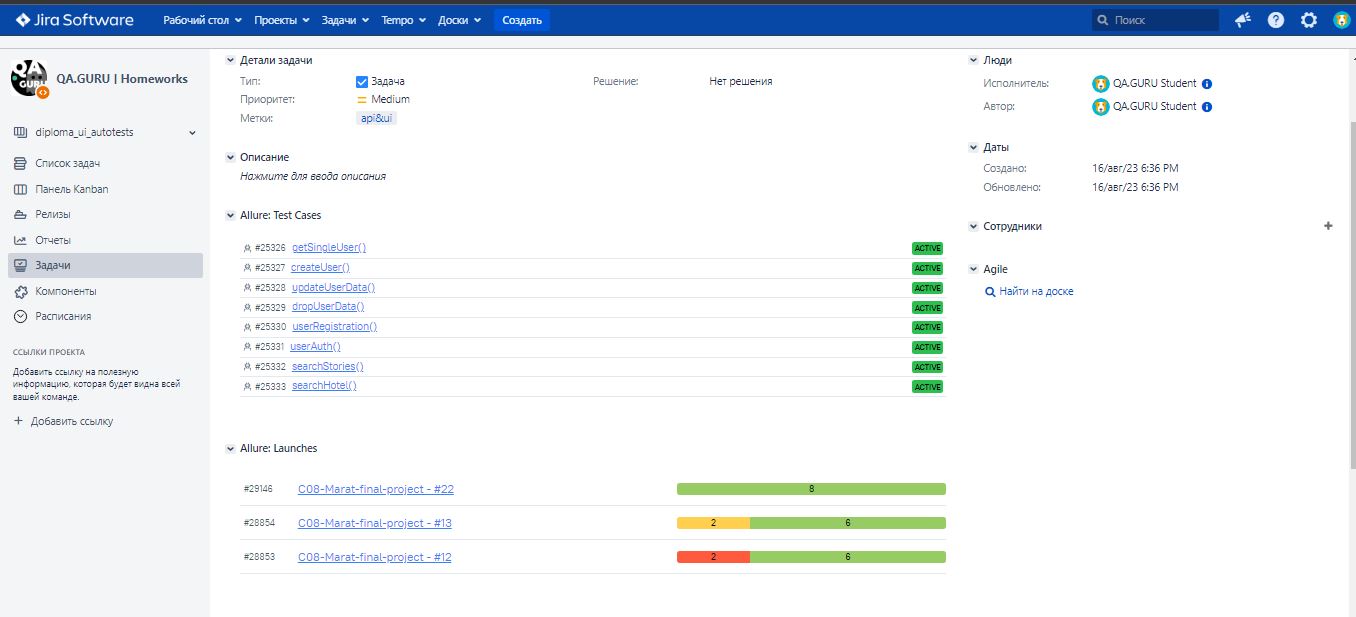 Jira Software
Рабочий стол Проекты Задачи Tempo Доски Создать Поиск
QA GURU
QA.GURU | Homeworks
diploma_ui_autotests
Список задач
Панель Kanban
Релизы
Отчеты
Задачи
Компоненты
Расписания
ССЫЛКИ ПРОЕКТА
Добавить ссылку на полезную
информацию, которая будет видна всей
вашей команде.
+ Добавить ссылку
Детали задачи
Тип: Задача Решение: Нет решения
Приоритет: Medium
Метки: api&ui
Описание
Нажмите для ввода описания
Allure: Test Cases
#25326 getSingleUser() ACTIVE
#25327 createUser() ACTIVE
#25328 updateUserData() ACTIVE
#25329 dropUserData() ACTIVE
#25330 userRegistration() ACTIVE
#25331 userAuth() ACTIVE
#25332 searchStories() ACTIVE
#25333 searchHotel() ACTIVE
Allure: Launches
#29146 C08-Marat-final-project - #22 8
#28854 C08-Marat-final-project - #13 2 6
#28853 C08-Marat-final-project - #12 2 6
Люди
Исполнитель: QA.GURU Student
Автор: QA.GURU Student
Даты
Создано: 16/авг/23 6:36 PM
Обновлено: 16/авг/23 6:36 PM
Сотрудники +
Agile
Найти на доске